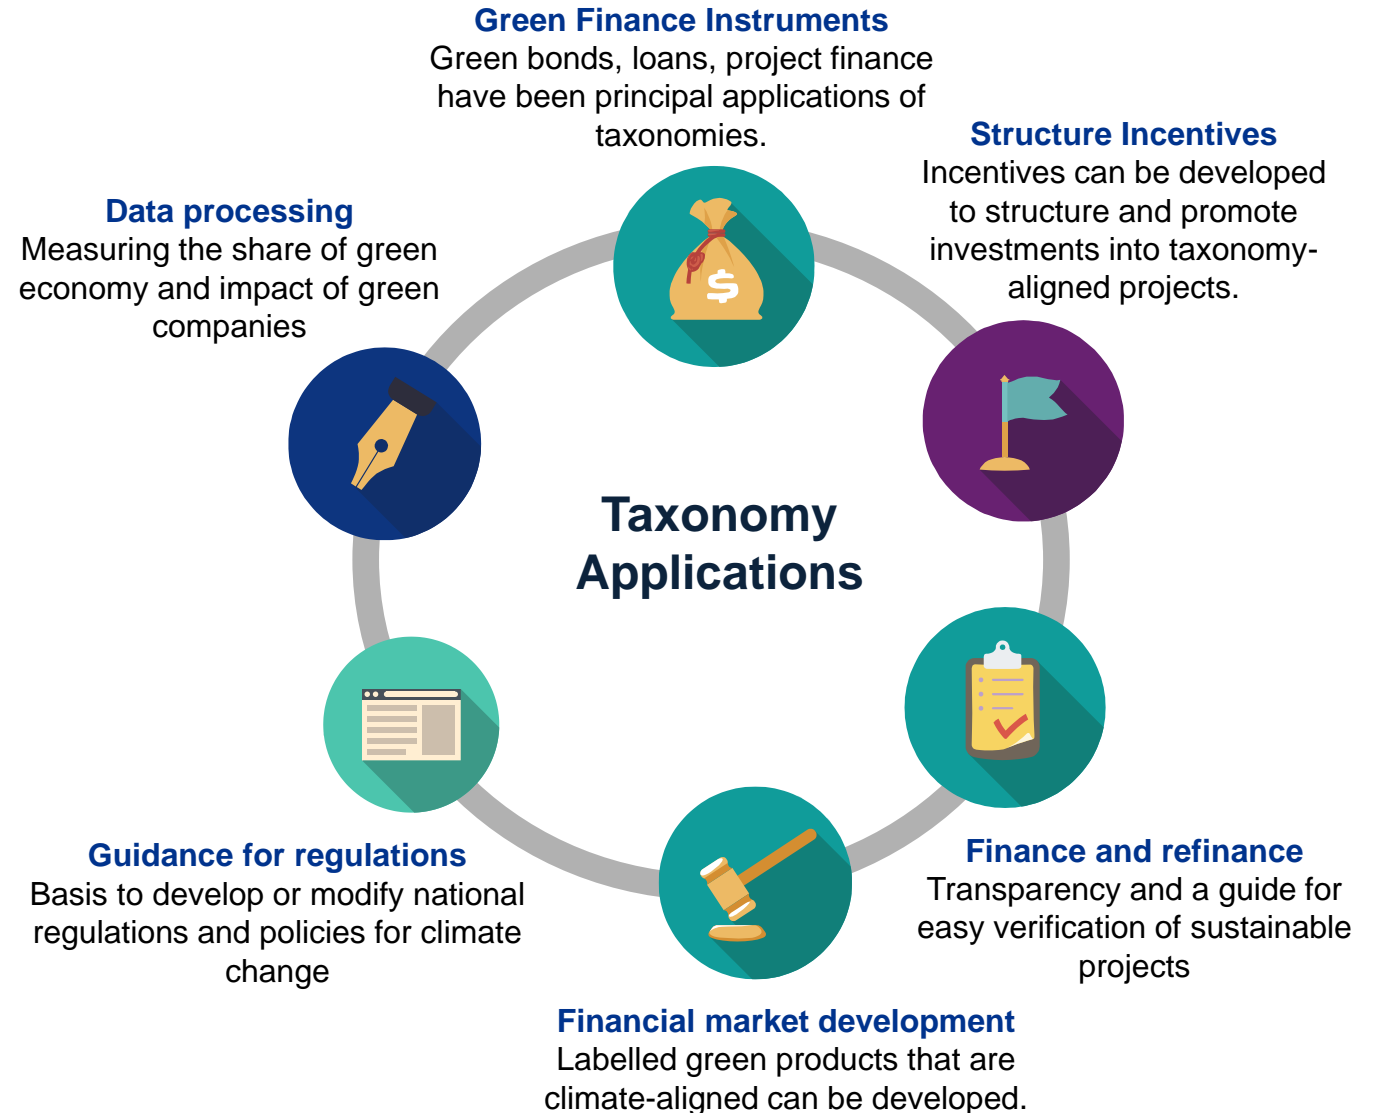 Green Finance Instruments
Green bonds, loans, project finance
have been principal applications of
taxonomies.
Structure Incentives
Incentives can be developed
to structure and promote
investments into taxonomy-
aligned projects.
Data processing
Measuring the share of green
economy and impact of green
companies
$
Taxonomy
Applications
Guidance for regulations
Basis to develop or modify national
regulations and policies for climate
change
Finance and refinance
Transparency and a guide for
easy verification of sustainable
projects
Financial market development
Labelled green products that are
climate-aligned can be developed.